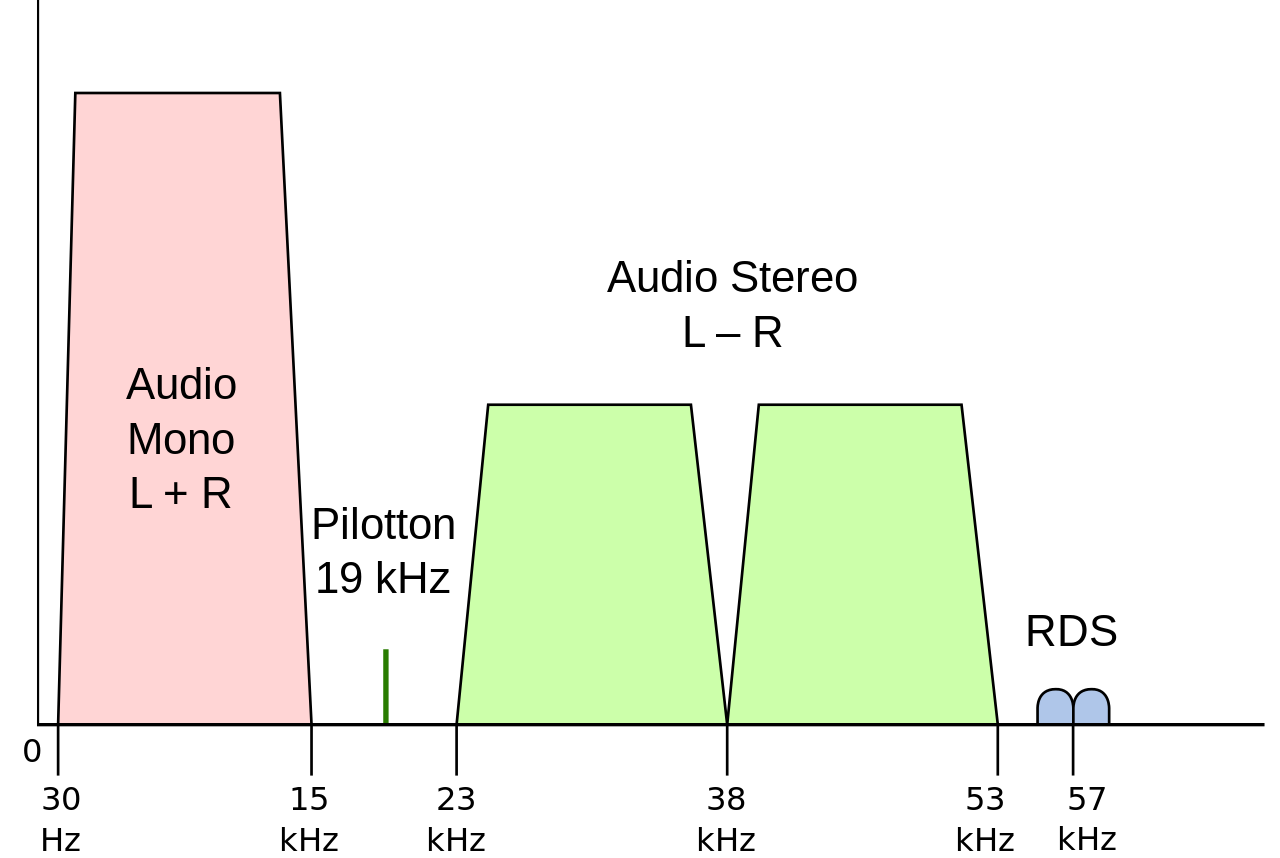 Audio Stereo
L – R
Audio
Mono
L + R
Pilotton
19 kHz
RDS
0
30
Hz
15
kHz
23
kHz
38
kHz
53
kHz
57
kHz